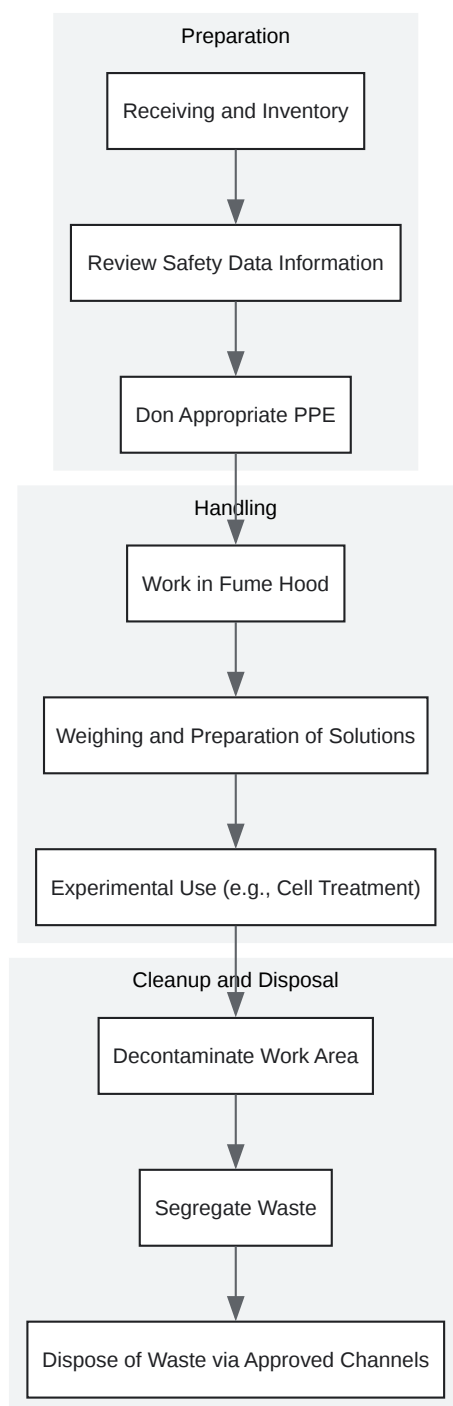 Preparation
Receiving and Inventory
Review Safety Data Information
Don Appropriate PPE
Handling
Work in Fume Hood
Weighing and Preparation of Solutions
Experimental Use (e.g., Cell Treatment)
Cleanup and Disposal
Decontaminate Work Area
Segregate Waste
Dispose of Waste via Approved Channels